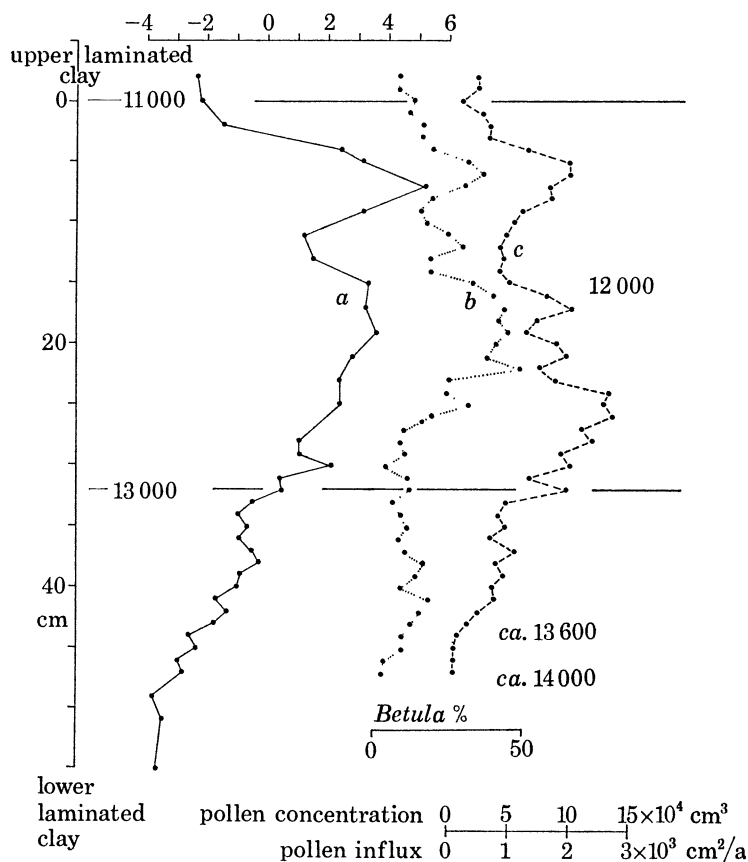 −4 −2 0 2 4 6
upper laminated
clay
0 11 000
a
b
c
12 000
20
13 000
40
cm
ca. 13 600
ca. 14 000
Betula %
0 50
lower
laminated
clay
pollen concentration 0 5 10 15×10⁴ cm³
pollen influx 0 1 2 3×10³ cm²/a